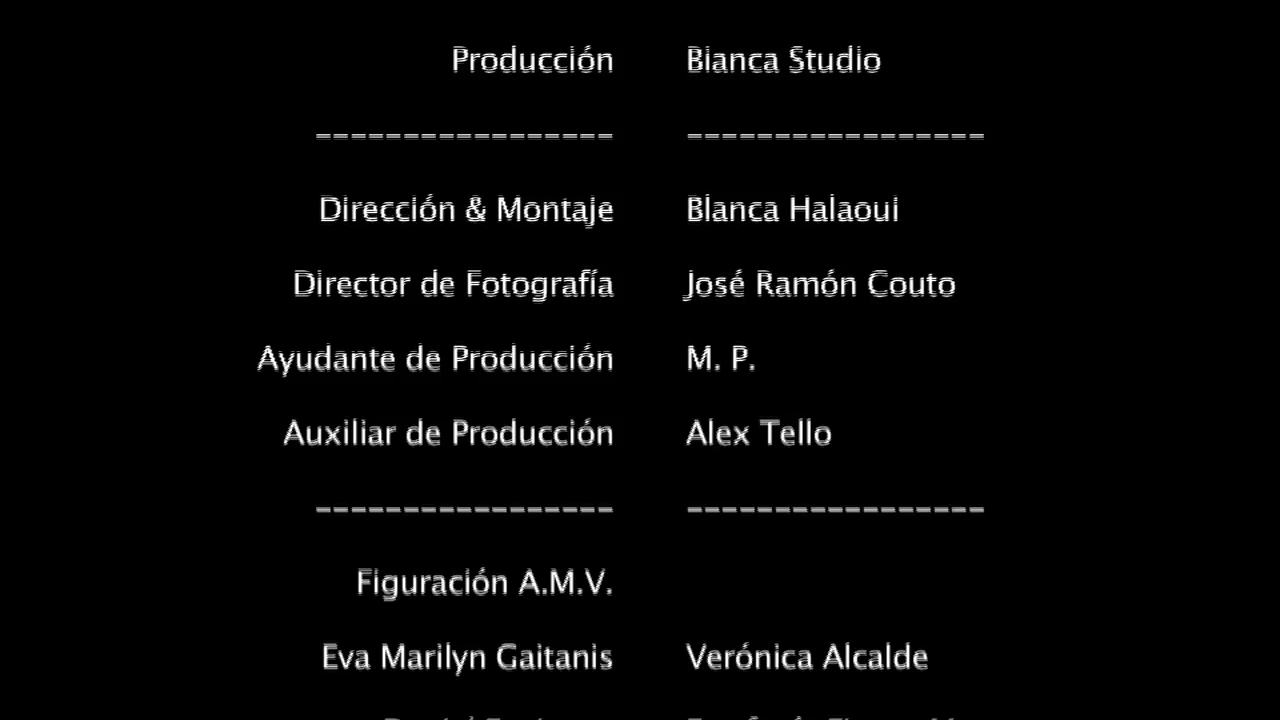 Producción Bianca Studio
----------------- -----------------
Dirección & Montaje Blanca Halaoui
Director de Fotografía José Ramón Couto
Ayudante de Producción M. P.
Auxiliar de Producción Alex Tello
----------------- -----------------
Figuración A.M.V.
Eva Marilyn Gaitanis Verónica Alcalde